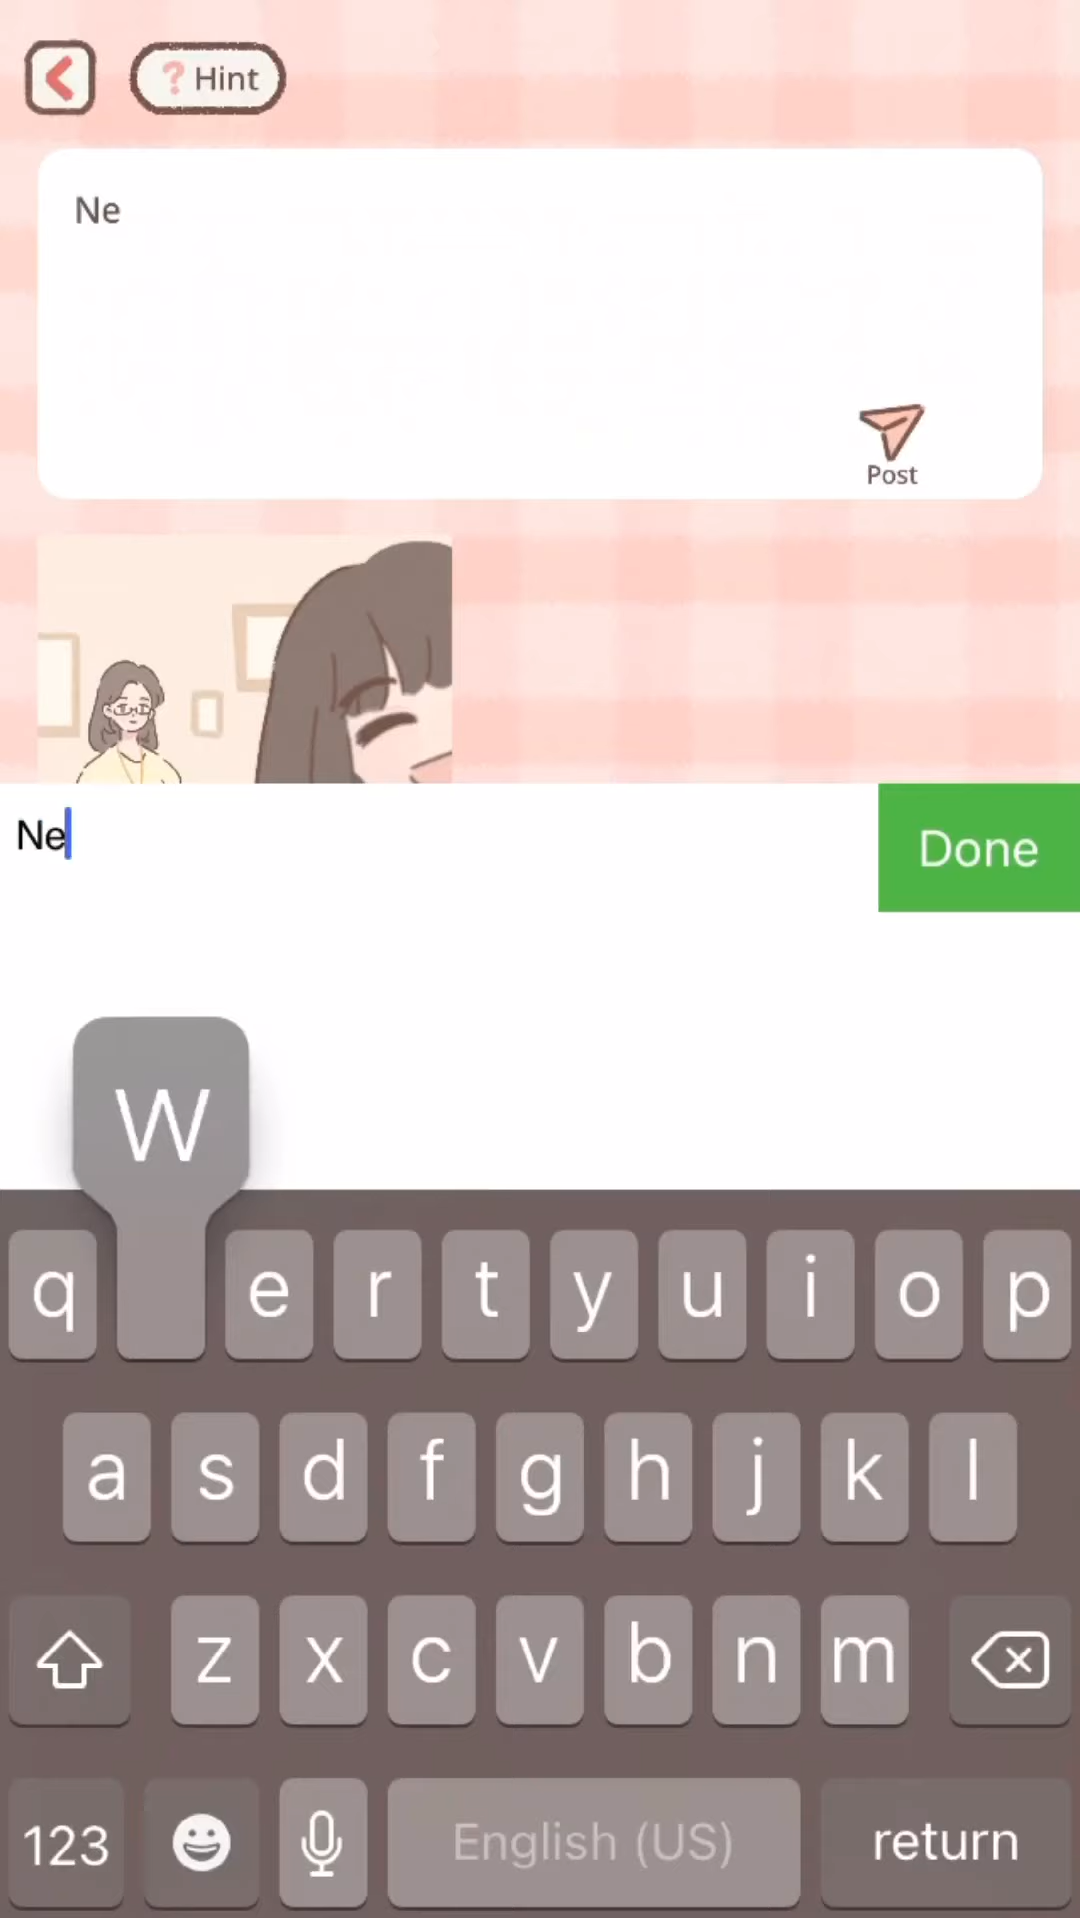 ? Hint
Ne
Post
Ne
Done
W
q e r t y u i o p
a s d f g h j k l
z x c v b n m
123 English (US) return